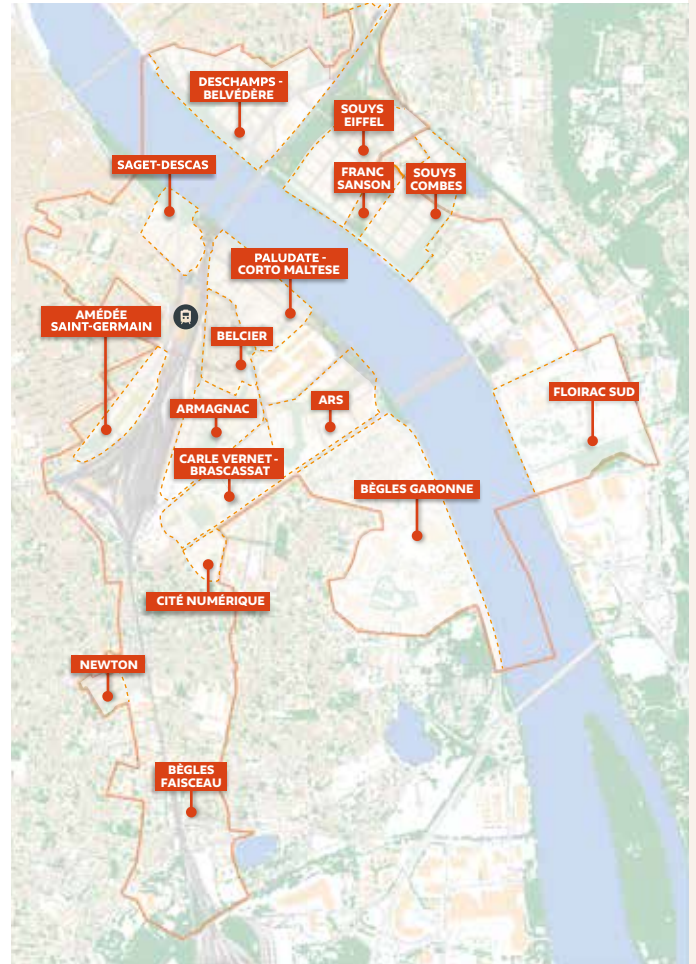 DESCHAMPS -
BELVÉDÈRE
SOUYS
EIFFEL
SAGET-DESCAS
FRANC
SANSON
SOUYS
COMBES
PALUDATE -
CORTO MALTESE
AMÉDÉE
SAINT-GERMAIN
BELCIER
FLOIRAC SUD
ARS
ARMAGNAC
CARLE VERNET -
BRASCASSAT
BÈGLES GARONNE
CITÉ NUMÉRIQUE
NEWTON
BÈGLES
FAISCEAU